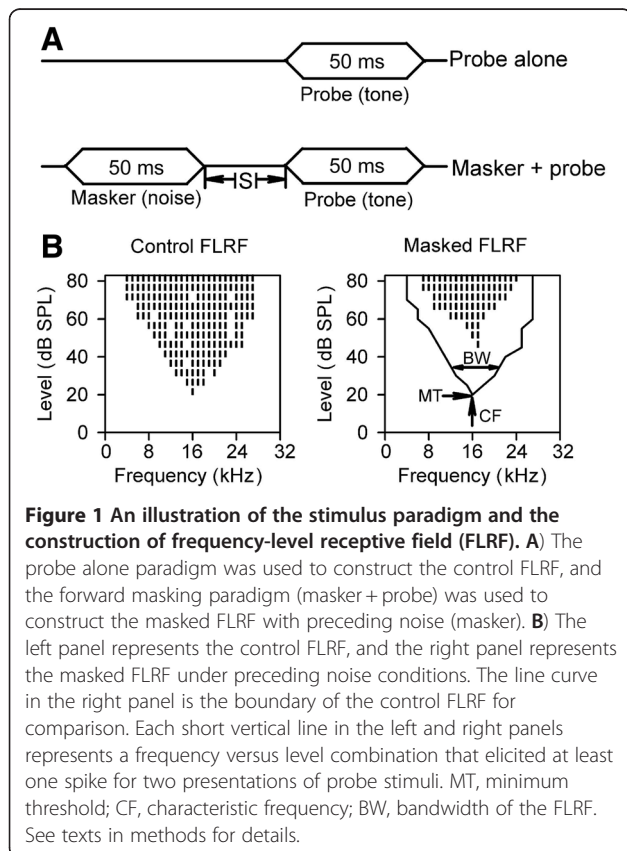 A
50 ms
Probe alone
Probe (tone)
50 ms
ISI
50 ms
Masker + probe
Masker (noise)
Probe (tone)
B
Control FLRF
Masked FLRF
Level (dB SPL)
80
60
40
20
0
0 8 16 24 32
Frequency (kHz)
Level (dB SPL)
80
60
40
20
0
BW
MT
CF
0 8 16 24 32
Frequency (kHz)
Figure 1 An illustration of the stimulus paradigm and the
construction of frequency-level receptive field (FLRF). A) The
probe alone paradigm was used to construct the control FLRF, and
the forward masking paradigm (masker + probe) was used to
construct the masked FLRF with preceding noise (masker). B) The
left panel represents the control FLRF, and the right panel represents
the masked FLRF under preceding noise conditions. The line curve
in the right panel is the boundary of the control FLRF for
comparison. Each short vertical line in the left and right panels
represents a frequency versus level combination that elicited at least
one spike for two presentations of probe stimuli. MT, minimum
threshold; CF, characteristic frequency; BW, bandwidth of the FLRF.
See texts in methods for details.